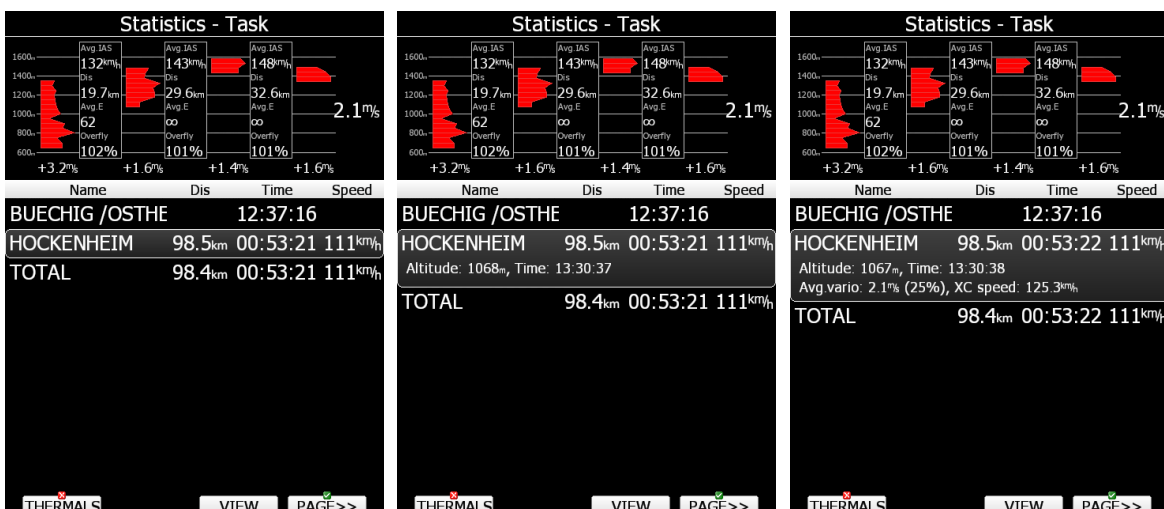 Statistics - Task
1600m
1400m
1200m
1000m
800m
600m
Avg.IAS
132km/h
Dis
19.7km
Avg.E
62
Overfly
102%
Avg.IAS
143km/h
Dis
29.6km
Avg.E
∞
Overfly
101%
Avg.IAS
148km/h
Dis
32.6km
Avg.E
∞
Overfly
101%
2.1m/s
+3.2m/s +1.6m/s +1.4m/s +1.6m/s
Name Dis Time Speed
BUECHIG /OSTHE 12:37:16
HOCKENHEIM 98.5km 00:53:21 111km/h
TOTAL 98.4km 00:53:21 111km/h
THERMALS VIEW PAGE>>
Statistics - Task
1600m
1400m
1200m
1000m
800m
600m
Avg.IAS
132km/h
Dis
19.7km
Avg.E
62
Overfly
102%
Avg.IAS
143km/h
Dis
29.6km
Avg.E
∞
Overfly
101%
Avg.IAS
148km/h
Dis
32.6km
Avg.E
∞
Overfly
101%
2.1m/s
+3.2m/s +1.6m/s +1.4m/s +1.6m/s
Name Dis Time Speed
BUECHIG /OSTHE 12:37:16
HOCKENHEIM 98.5km 00:53:21 111km/h
Altitude: 1068m, Time: 13:30:37
TOTAL 98.4km 00:53:21 111km/h
THERMALS VIEW PAGE>>
Statistics - Task
1600m
1400m
1200m
1000m
800m
600m
Avg.IAS
132km/h
Dis
19.7km
Avg.E
62
Overfly
102%
Avg.IAS
143km/h
Dis
29.6km
Avg.E
∞
Overfly
101%
Avg.IAS
148km/h
Dis
32.6km
Avg.E
∞
Overfly
101%
2.1m/s
+3.2m/s +1.6m/s +1.4m/s +1.6m/s
Name Dis Time Speed
BUECHIG /OSTHE 12:37:16
HOCKENHEIM 98.5km 00:53:22 111km/h
Altitude: 1067m, Time: 13:30:38
Avg.vario: 2.1m/s (25%), XC speed: 125.3km/h
TOTAL 98.4km 00:53:22 111km/h
THERMALS VIEW PAGE>>